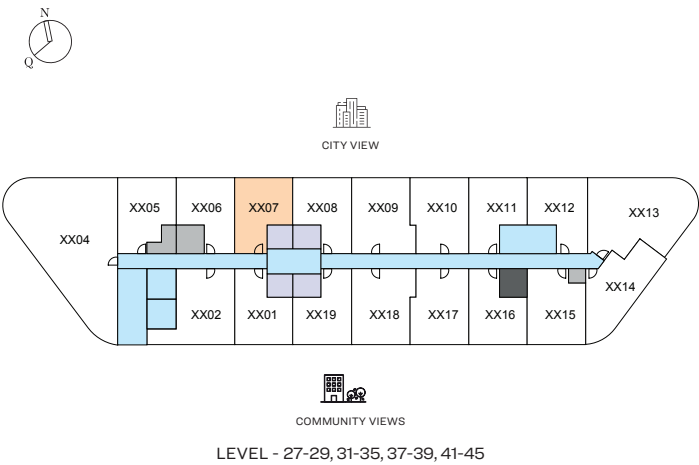 N
Q
CITY VIEW
XX05 XX06 XX07 XX08 XX09 XX10 XX11 XX12 XX13
XX04
XX14
XX02 XX01 XX19 XX18 XX17 XX16 XX15
COMMUNITY VIEWS
LEVEL - 27-29, 31-35, 37-39, 41-45